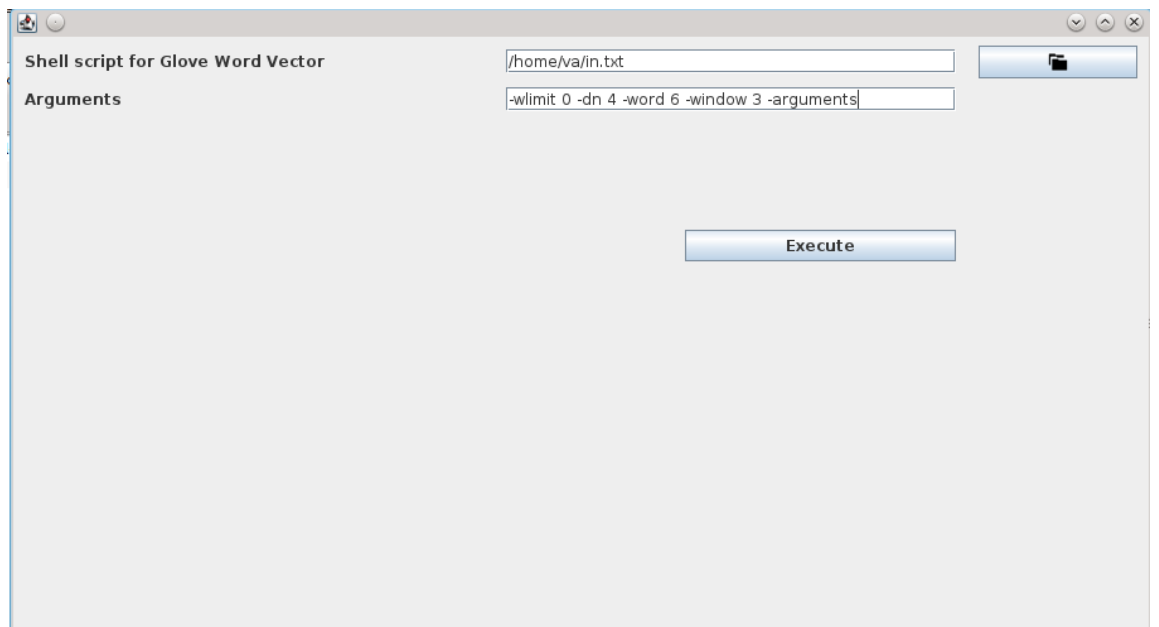 Shell script for Glove Word Vector /home/va/in.txt
Arguments -wlimit 0 -dn 4 -word 6 -window 3 -arguments
Execute